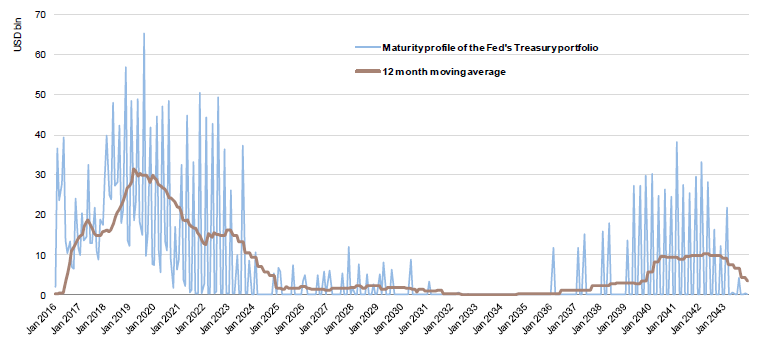 USD bln
70
60
50
40
30
20
10
0
Maturity profile of the Fed's Treasury portfolio
12 month moving average
Jan 2016
Jan 2017
Jan 2018
Jan 2019
Jan 2020
Jan 2021
Jan 2022
Jan 2023
Jan 2024
Jan 2025
Jan 2026
Jan 2027
Jan 2028
Jan 2029
Jan 2030
Jan 2031
Jan 2032
Jan 2033
Jan 2034
Jan 2035
Jan 2036
Jan 2037
Jan 2038
Jan 2039
Jan 2040
Jan 2041
Jan 2042
Jan 2043